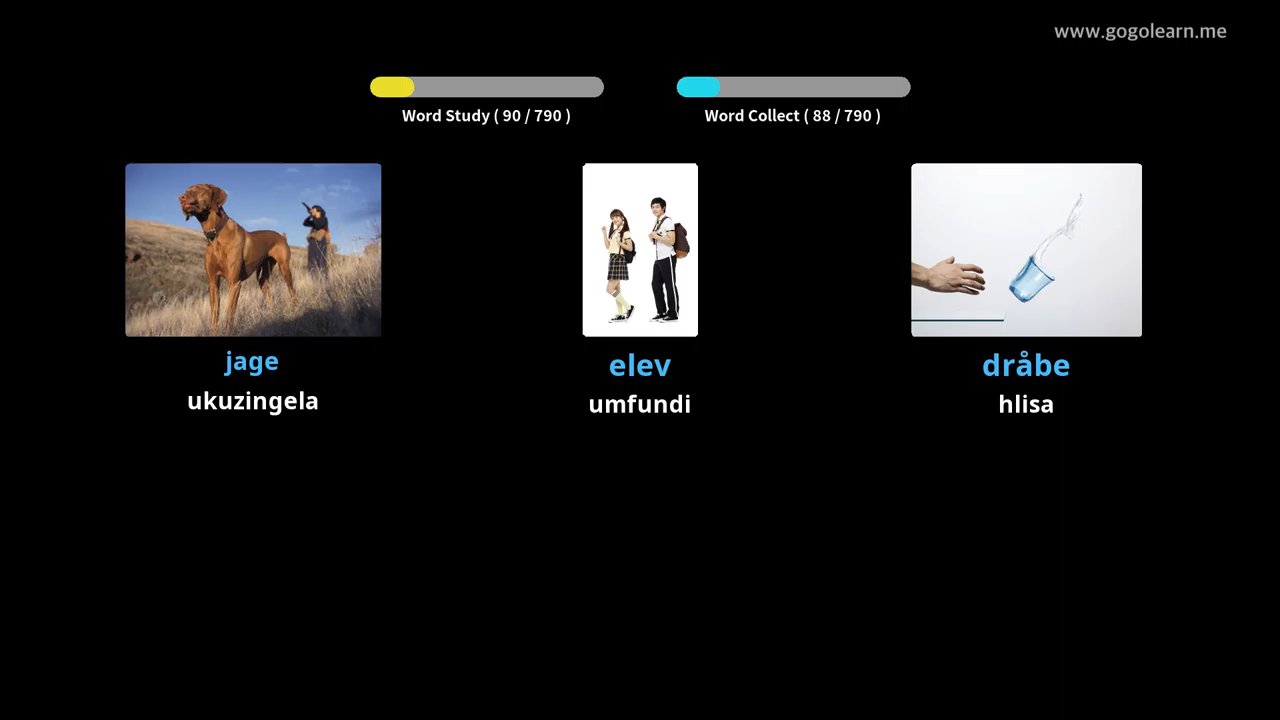 www.gogolearn.me
Word Study ( 90 / 790 )
Word Collect ( 88 / 790 )
jage
ukuzingela
elev
umfundi
dråbe
hlisa